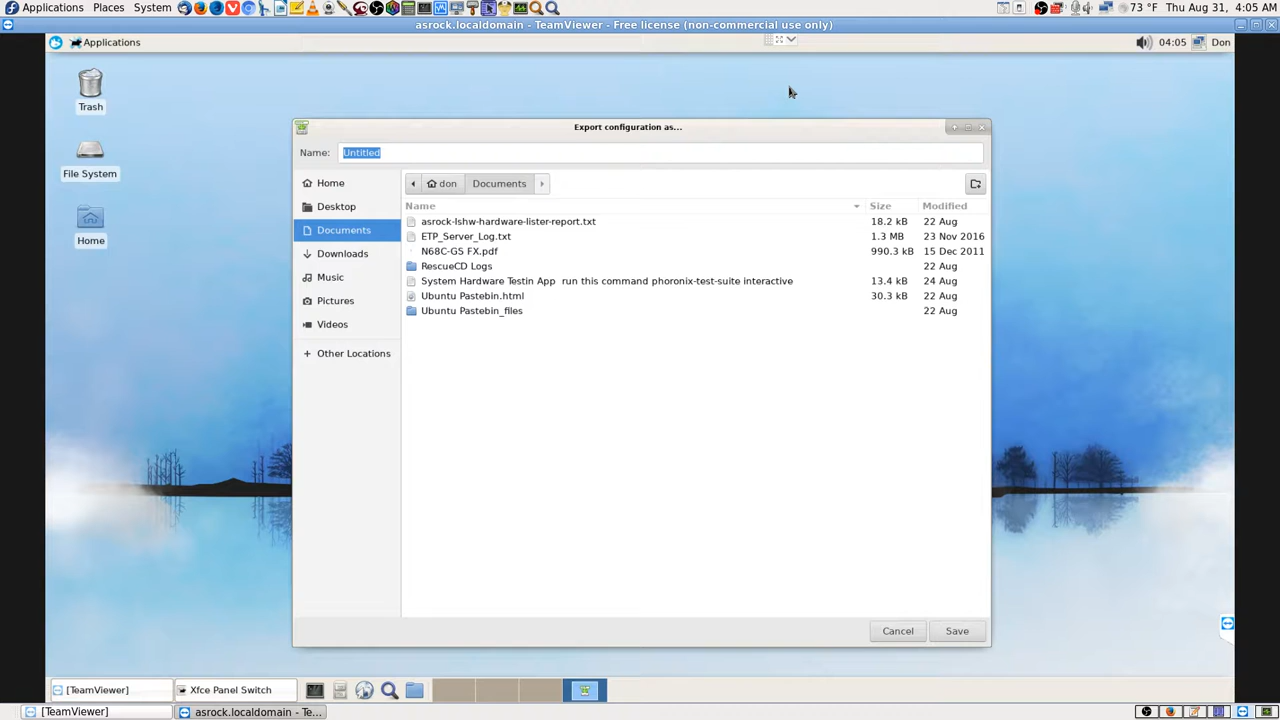 Applications Places System 73 °F Thu Aug 31, 4:05 AM
asrock.localdomain - TeamViewer - Free license (non-commercial use only)
Applications 04:05 Don
Trash
File System
Home
Export configuration as...
Name: Untitled
Home
Desktop
Documents
Downloads
Music
Pictures
Videos
Other Locations
don Documents
Name Size Modified
asrock-lshw-hardware-lister-report.txt 18.2 kB 22 Aug
ETP_Server_Log.txt 1.3 MB 23 Nov 2016
N68C-GS FX.pdf 990.3 kB 15 Dec 2011
RescueCD Logs 22 Aug
System Hardware Testin App  run this command phoronix-test-suite interactive 13.4 kB 24 Aug
Ubuntu Pastebin.html 30.3 kB 22 Aug
Ubuntu Pastebin_files 22 Aug
Cancel Save
[TeamViewer] Xfce Panel Switch
[TeamViewer] asrock.localdomain - Te...